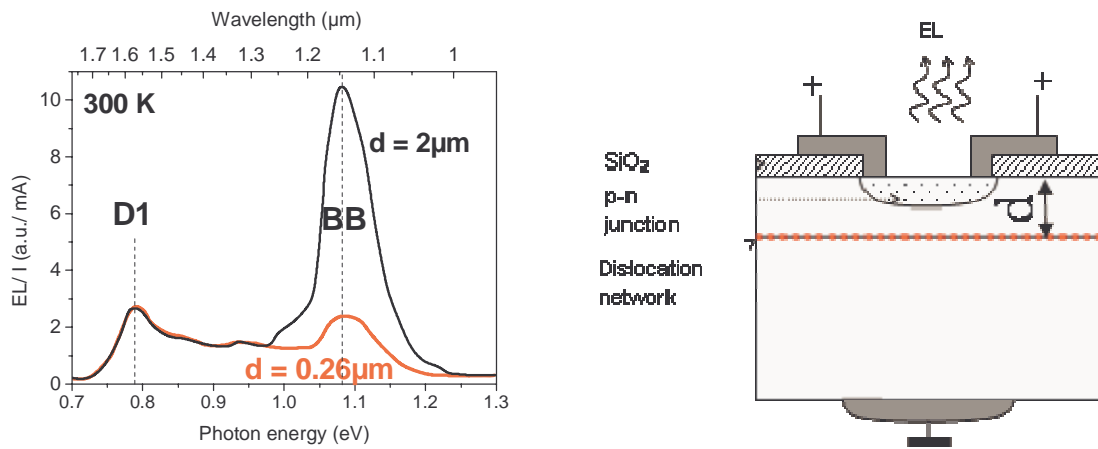 Wavelength (μm)
1.7 1.6 1.5 1.4 1.3 1.2 1.1 1
10
8
6
4
2
0
EL/ I (a.u./ mA)
300 K
d = 2μm
D1
BB
d = 0.26μm
0.7 0.8 0.9 1.0 1.1 1.2 1.3
Photon energy (eV)
EL
+ +
SiO₂
p-n
junction
d
Dislocation
network